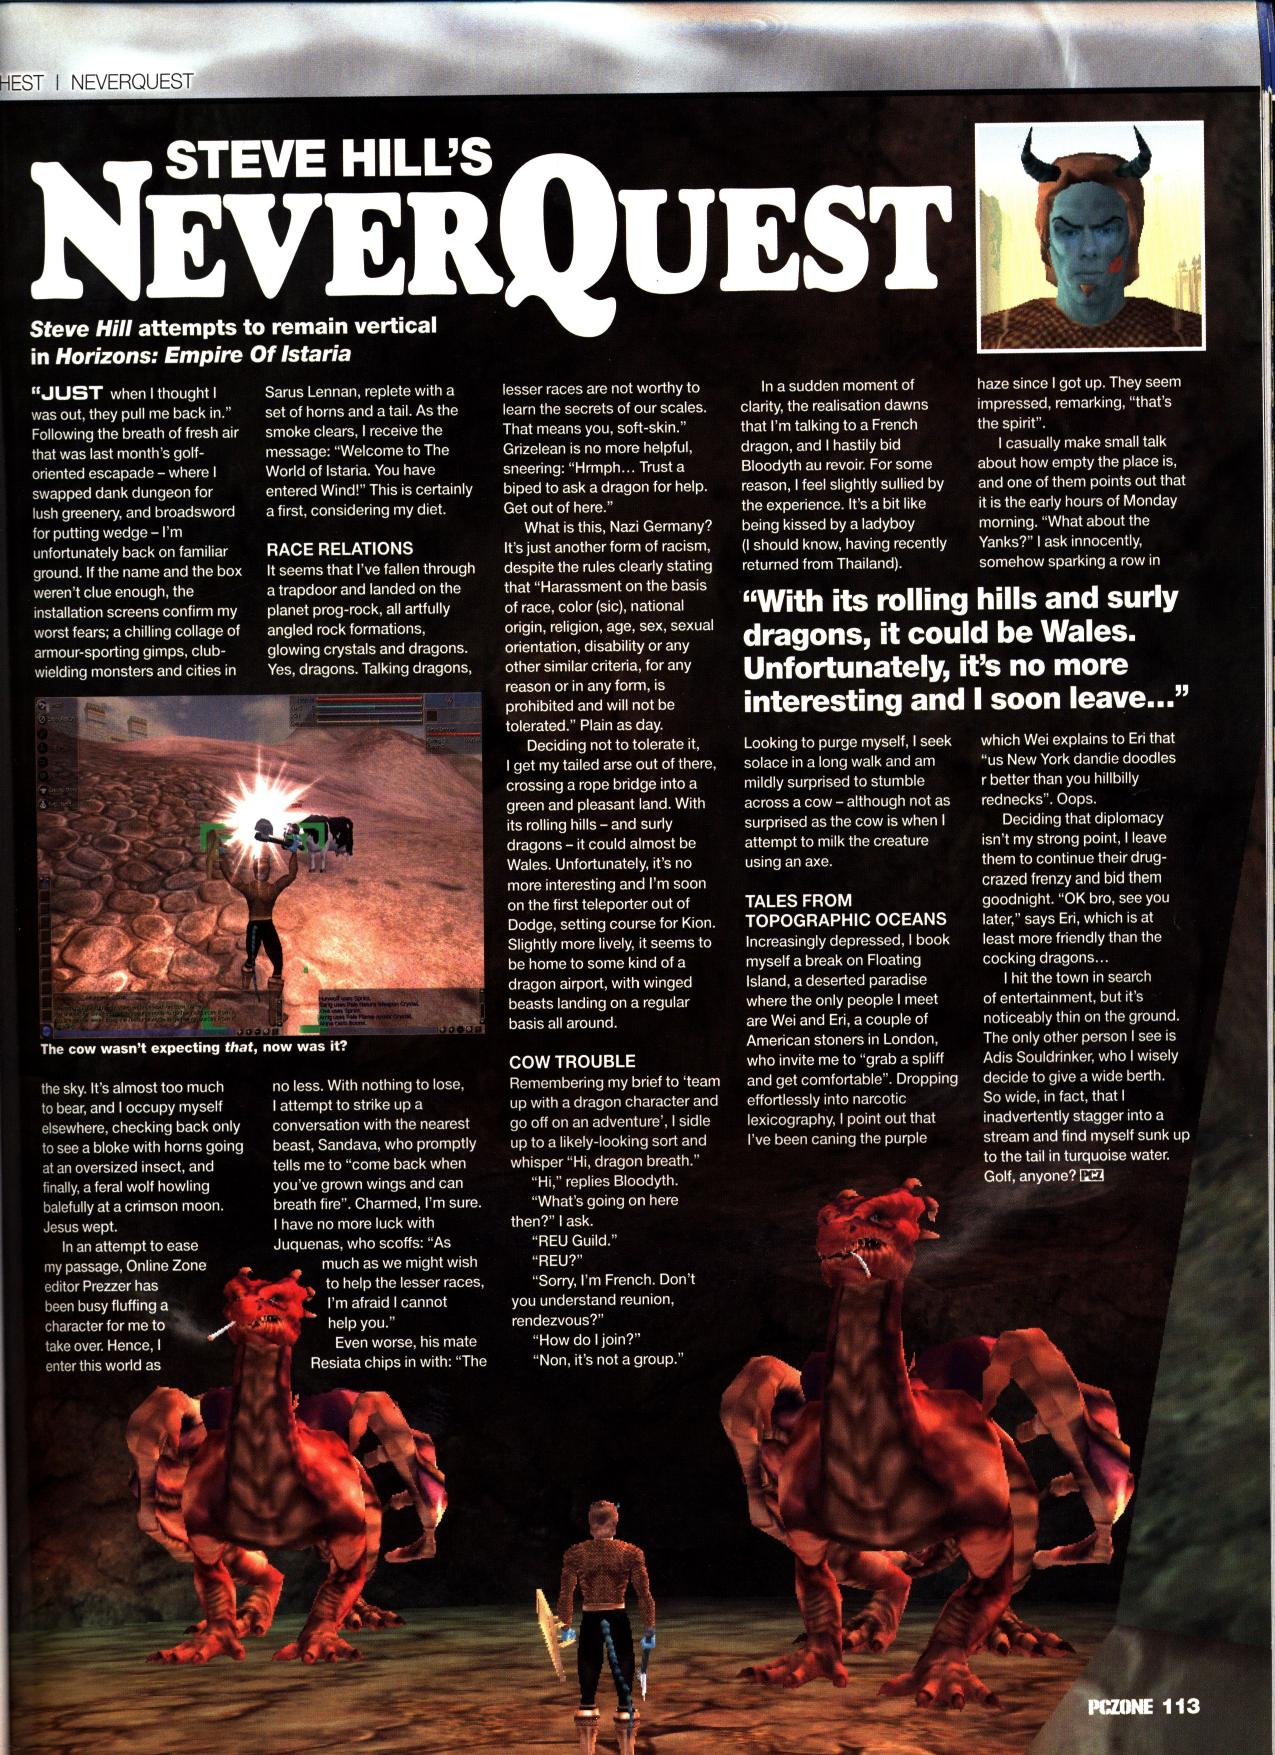 HEST | NEVERQUEST
STEVE HILL'S
NEVERQUEST
Steve Hill attempts to remain vertical
in Horizons: Empire Of Istaria
“JUST when I thought I
was out, they pull me back in.”
Following the breath of fresh air
that was last month's golf-
oriented escapade – where I
swapped dank dungeon for
lush greenery, and broadsword
for putting wedge – I'm
unfortunately back on familiar
ground. If the name and the box
weren't clue enough, the
installation screens confirm my
worst fears; a chilling collage of
armour-sporting gimps, club-
wielding monsters and cities in
the sky. It's almost too much
to bear, and I occupy myself
elsewhere, checking back only
to see a bloke with horns going
at an oversized insect, and
finally, a feral wolf howling
balefully at a crimson moon.
Jesus wept.
In an attempt to ease
my passage, Online Zone
editor Prezzer has
been busy fluffing a
character for me to
take over. Hence, I
enter this world as
Sarus Lennan, replete with a
set of horns and a tail. As the
smoke clears, I receive the
message: “Welcome to The
World of Istaria. You have
entered Wind!” This is certainly
a first, considering my diet.
RACE RELATIONS
It seems that I've fallen through
a trapdoor and landed on the
planet prog-rock, all artfully
angled rock formations,
glowing crystals and dragons.
Yes, dragons. Talking dragons,
The cow wasn't expecting that, now was it?
no less. With nothing to lose,
I attempt to strike up a
conversation with the nearest
beast, Sandava, who promptly
tells me to “come back when
you've grown wings and can
breath fire”. Charmed, I'm sure.
I have no more luck with
Juquenas, who scoffs: “As
much as we might wish
to help the lesser races,
I'm afraid I cannot
help you.”
Even worse, his mate
Resiata chips in with: “The
lesser races are not worthy to
learn the secrets of our scales.
That means you, soft-skin.”
Grizelean is no more helpful,
sneering: “Hrmph... Trust a
biped to ask a dragon for help.
Get out of here.”
What is this, Nazi Germany?
It's just another form of racism,
despite the rules clearly stating
that “Harassment on the basis
of race, color (sic), national
origin, religion, age, sex, sexual
orientation, disability or any
other similar criteria, for any
reason or in any form, is
prohibited and will not be
tolerated.” Plain as day.
Deciding not to tolerate it,
I get my tailed arse out of there,
crossing a rope bridge into a
green and pleasant land. With
its rolling hills – and surly
dragons – it could almost be
Wales. Unfortunately, it's no
more interesting and I'm soon
on the first teleporter out of
Dodge, setting course for Kion.
Slightly more lively, it seems to
be home to some kind of a
dragon airport, with winged
beasts landing on a regular
basis all around.
COW TROUBLE
Remembering my brief to ‘team
up with a dragon character and
go off on an adventure’, I sidle
up to a likely-looking sort and
whisper “Hi, dragon breath.”
“Hi,” replies Bloodyth.
“What's going on here
then?” I ask.
“REU Guild.”
“REU?”
“Sorry, I'm French. Don't
you understand reunion,
rendezvous?”
“How do I join?”
“Non, it's not a group.”
In a sudden moment of
clarity, the realisation dawns
that I'm talking to a French
dragon, and I hastily bid
Bloodyth au revoir. For some
reason, I feel slightly sullied by
the experience. It's a bit like
being kissed by a ladyboy
(I should know, having recently
returned from Thailand).
“With its rolling hills and surly
dragons, it could be Wales.
Unfortunately, it's no more
interesting and I soon leave...”
Looking to purge myself, I seek
solace in a long walk and am
mildly surprised to stumble
across a cow – although not as
surprised as the cow is when I
attempt to milk the creature
using an axe.
TALES FROM
TOPOGRAPHIC OCEANS
Increasingly depressed, I book
myself a break on Floating
Island, a deserted paradise
where the only people I meet
are Wei and Eri, a couple of
American stoners in London,
who invite me to “grab a spliff
and get comfortable”. Dropping
effortlessly into narcotic
lexicography, I point out that
I've been caning the purple
haze since I got up. They seem
impressed, remarking, “that's
the spirit”.
I casually make small talk
about how empty the place is,
and one of them points out that
it is the early hours of Monday
morning. “What about the
Yanks?” I ask innocently,
somehow sparking a row in
which Wei explains to Eri that
“us New York dandie doodles
r better than you hillbilly
rednecks”. Oops.
Deciding that diplomacy
isn't my strong point, I leave
them to continue their drug-
crazed frenzy and bid them
goodnight. “OK bro, see you
later,” says Eri, which is at
least more friendly than the
cocking dragons...
I hit the town in search
of entertainment, but it's
noticeably thin on the ground.
The only other person I see is
Adis Souldrinker, who I wisely
decide to give a wide berth.
So wide, in fact, that I
inadvertently stagger into a
stream and find myself sunk up
to the tail in turquoise water.
Golf, anyone? PCZ
PCZONE 113